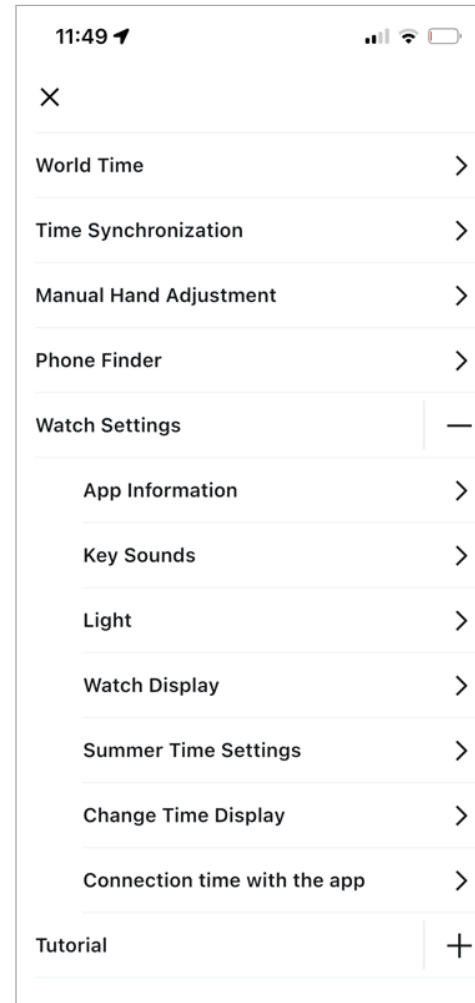 11:49
World Time
Time Synchronization
Manual Hand Adjustment
Phone Finder
Watch Settings
App Information
Key Sounds
Light
Watch Display
Summer Time Settings
Change Time Display
Connection time with the app
Tutorial